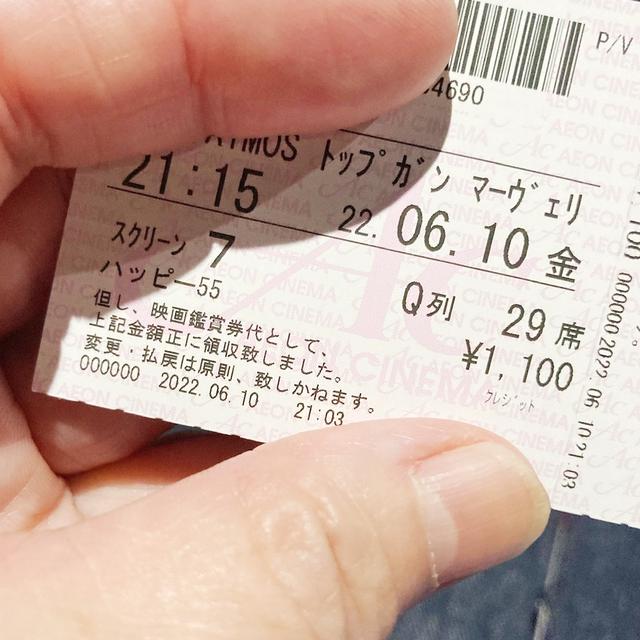 P/V
4690
ATMOS トップガン マーヴェリ
21:15 22. 06. 10 金
スクリーン 7
ハッピー55 Q列 29席
¥1,100
クレジット
但し、映画鑑賞券代として、
上記金額正に領収致しました。
変更・払戻は原則、致しかねます。
000000 2022.06.10 21:03
100 0000002022.06.10 21:03
AEON CINEMA